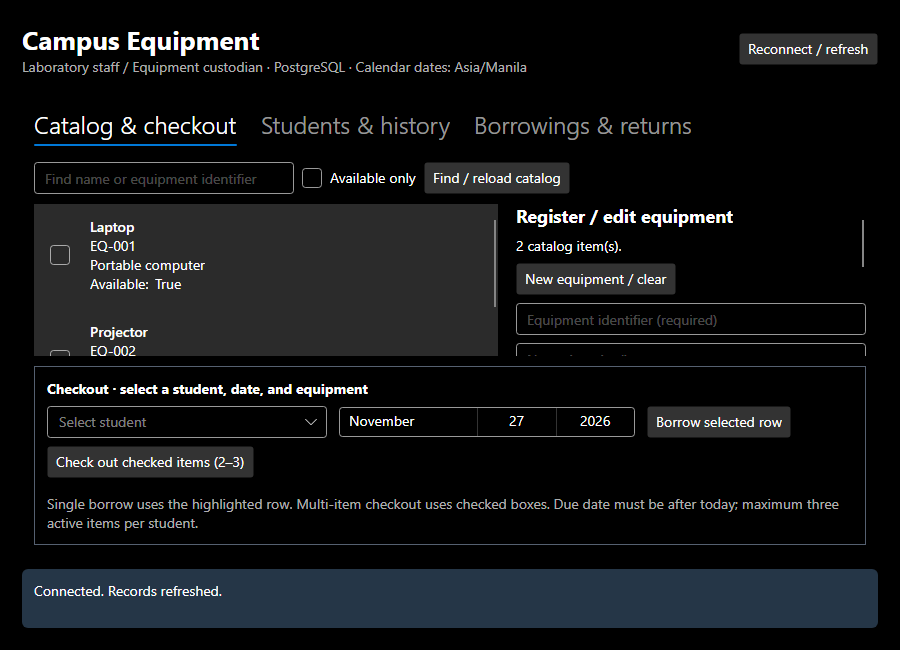 Campus Equipment
Laboratory staff / Equipment custodian · PostgreSQL · Calendar dates: Asia/Manila
Reconnect / refresh
Catalog & checkout
Students & history
Borrowings & returns
Find name or equipment identifier
Available only
Find / reload catalog
Laptop
EQ-001
Portable computer
Available: True
Projector
EQ-002
Register / edit equipment
2 catalog item(s).
New equipment / clear
Equipment identifier (required)
Checkout · select a student, date, and equipment
Select student
November 27 2026
Borrow selected row
Check out checked items (2–3)
Single borrow uses the highlighted row. Multi-item checkout uses checked boxes. Due date must be after today; maximum three
active items per student.
Connected. Records refreshed.